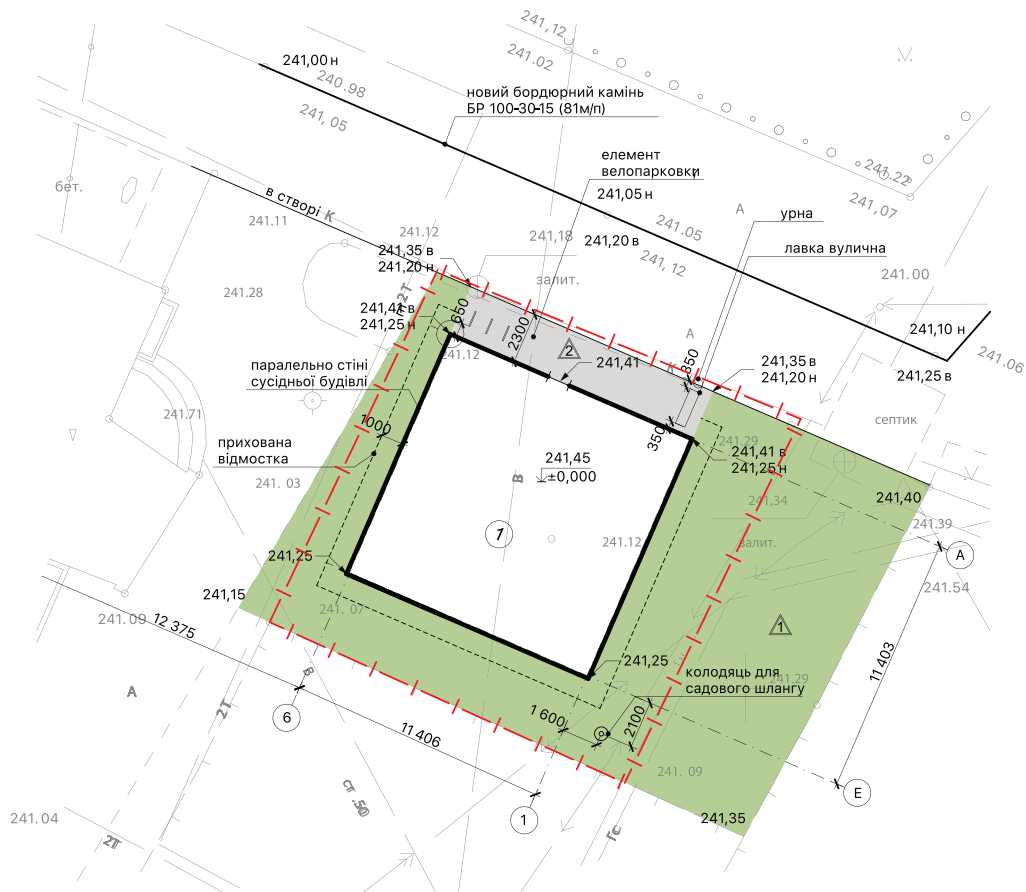 241,12
241.02
241,00 н
240.98
241, 05
новий бордюрний камінь
БР 100-30-15 (81м/п)
елемент
велопарковки
241,05 н
241.22
241,07
бет.
в створі К
241.11
241.12
241,18
241.05
А
урна
241,20 в
241, 12
лавка вулична
241,35 в
241,20 н
залит.
241.00
241.28
2Т
241,41 в
241,25 н
650
2300
241.12
2
241,41
А
850
241,10 н
241.06
241,35 в
241,20 н
241,25 в
паралельно стіні
сусідньої будівлі
241.71
1000
350
септик
прихована
відмостка
241.29
241,41 в
241,25 н
241,45
±0,000
В
241. 03
241,34
241,40
241.39
1
241.12
залит.
А
241,25
241.54
241,15
241. 07
241.09
12 375
1
241,25
11 403
колодяць для
садового шлангу
241.29
В
А
2Т
6
1 600
2100
11 406
241. 09
ст .50
Е
241.04
1
241,35
2Т
Гс